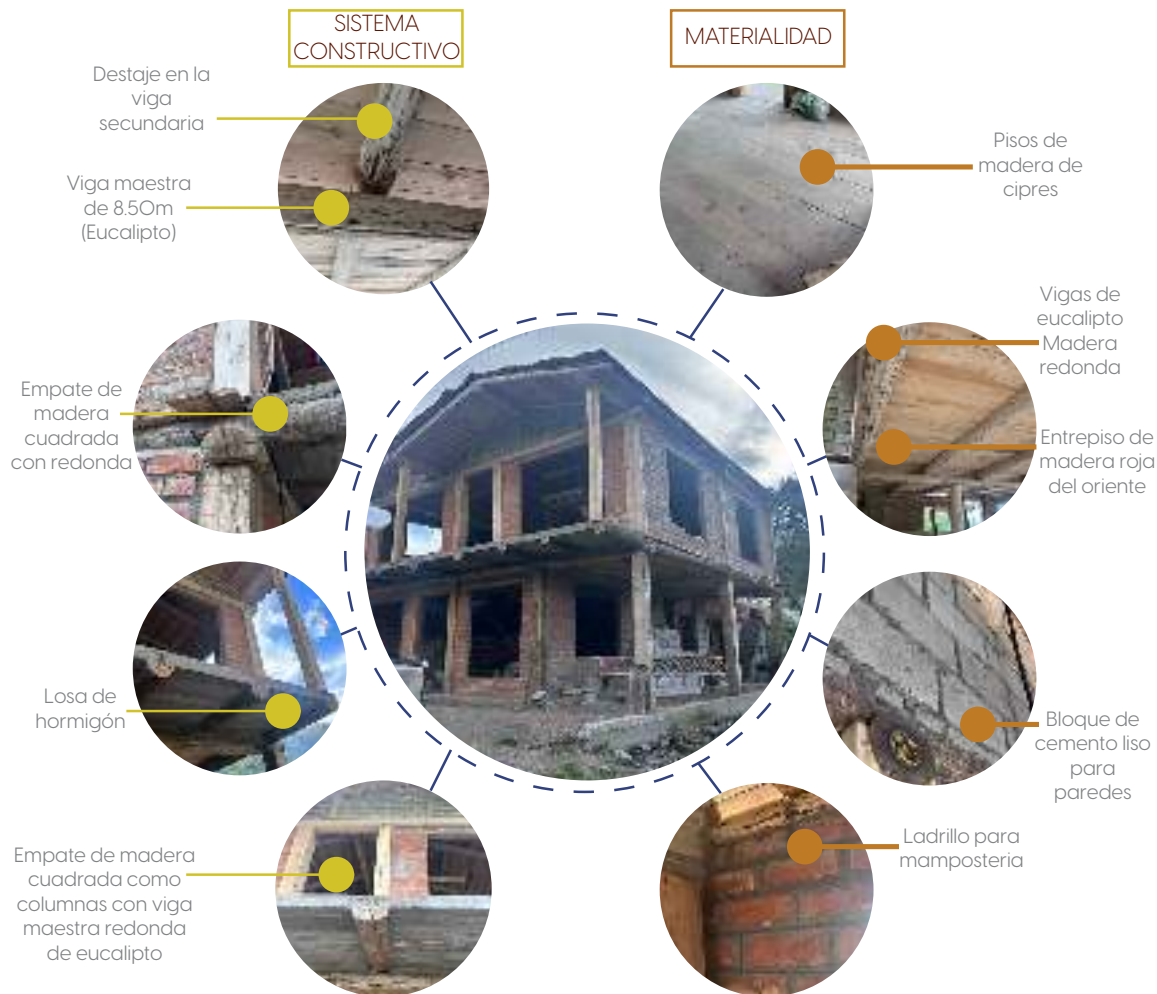 SISTEMA
CONSTRUCTIVO
Destaje en la
viga
secundaria
Viga maestra
de 8.50m
(Eucalipto)
Empate de
madera
cuadrada
con redonda
Losa de
hormigón
Empate de madera
cuadrada como
columnas con viga
maestra redonda
de eucalipto
MATERIALIDAD
Pisos de
madera de
cipres
Vigas de
eucalipto
Madera
redonda
Entrepiso de
madera roja
del oriente
Bloque de
cemento liso
para
paredes
Ladrillo para
mamposteria